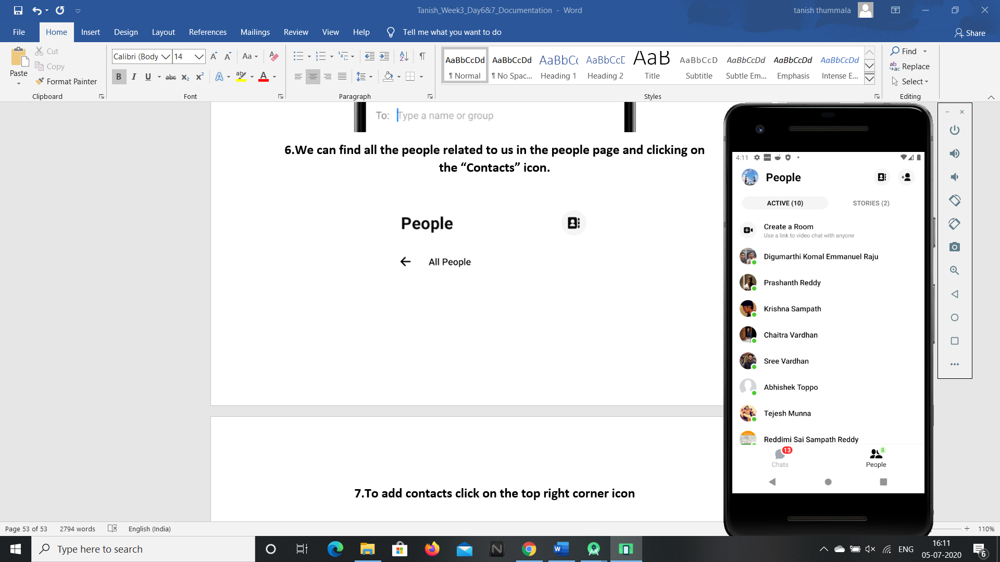 Tanish_Week3_Day6&7_Documentation - Word
tanish thummala
File Home Insert Design Layout References Mailings Review View Help Tell me what you want to do Share
Paste
Cut
Copy
Format Painter
Clipboard
Calibri (Body 14
Aa
B I U abc X₂ X² A ab A
Font
Paragraph
AaBbCcDd AaBbCcDd AaBbCc AaBbCcD AaB AaBbCcD AaBbCcDd AaBbCcDd AaBbCcDd
¶ Normal ¶ No Spac... Heading 1 Heading 2 Title Subtitle Subtle Em... Emphasis Intense E...
Styles
Find
Replace
Select
Editing
To: Type a name or group
6.We can find all the people related to us in the people page and clicking on
the “Contacts” icon.
People
All People
7.To add contacts click on the top right corner icon
4:11
People
ACTIVE (10) STORIES (2)
Create a Room
Use a link to video chat with anyone
Digumarthi Komal Emmanuel Raju
Prashanth Reddy
Krishna Sampath
Chaitra Vardhan
Sree Vardhan
Abhishek Toppo
Tejesh Munna
Reddimi Sai Sampath Reddy
13 8
Chats People
Page 53 of 53 2794 words English (India) 110%
Type here to search
ENG
16:11
05-07-2020
6